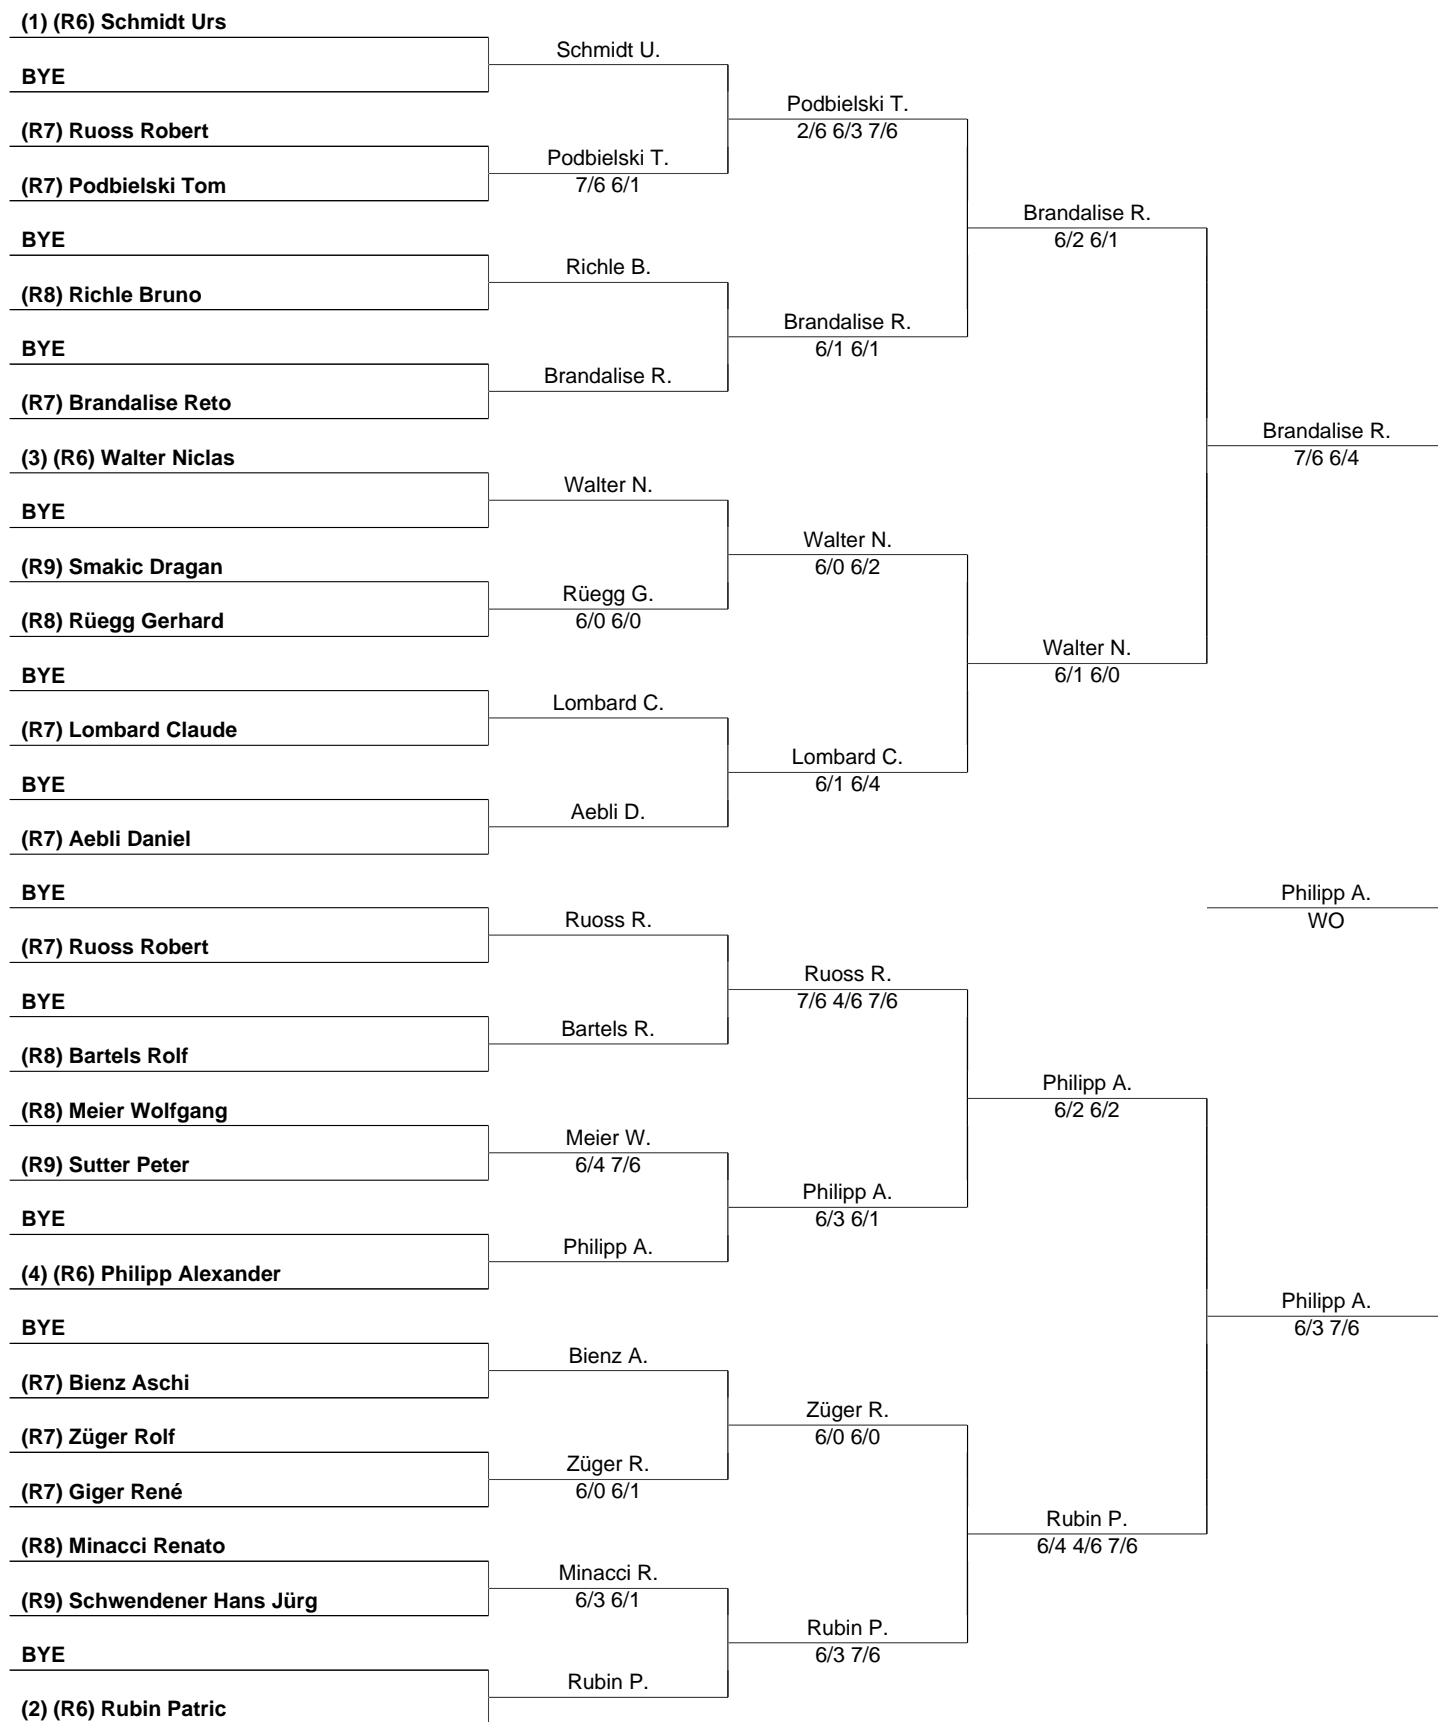 (1) (R6) Schmidt Urs
BYE
(R7) Ruoss Robert
(R7) Podbielski Tom
BYE
(R8) Richle Bruno
BYE
(R7) Brandalise Reto
(3) (R6) Walter Niclas
BYE
(R9) Smakic Dragan
(R8) Rüegg Gerhard
BYE
(R7) Lombard Claude
BYE
(R7) Aebli Daniel
BYE
(R7) Ruoss Robert
BYE
(R8) Bartels Rolf
(R8) Meier Wolfgang
(R9) Sutter Peter
BYE
(4) (R6) Philipp Alexander
BYE
(R7) Bienz Aschi
(R7) Züger Rolf
(R7) Giger René
(R8) Minacci Renato
(R9) Schwendener Hans Jürg
BYE
(2) (R6) Rubin Patric
Schmidt U.
Podbielski T.
7/6 6/1
Richle B.
Brandalise R.
Walter N.
Rüegg G.
6/0 6/0
Lombard C.
Aebli D.
Ruoss R.
Bartels R.
Meier W.
6/4 7/6
Philipp A.
Bienz A.
Züger R.
6/0 6/1
Minacci R.
6/3 6/1
Rubin P.
Podbielski T.
2/6 6/3 7/6
Brandalise R.
6/1 6/1
Walter N.
6/0 6/2
Lombard C.
6/1 6/4
Ruoss R.
7/6 4/6 7/6
Philipp A.
6/3 6/1
Züger R.
6/0 6/0
Rubin P.
6/3 7/6
Brandalise R.
6/2 6/1
Walter N.
6/1 6/0
Philipp A.
6/2 6/2
Rubin P.
6/4 4/6 7/6
Brandalise R.
7/6 6/4
Philipp A.
WO
Philipp A.
6/3 7/6